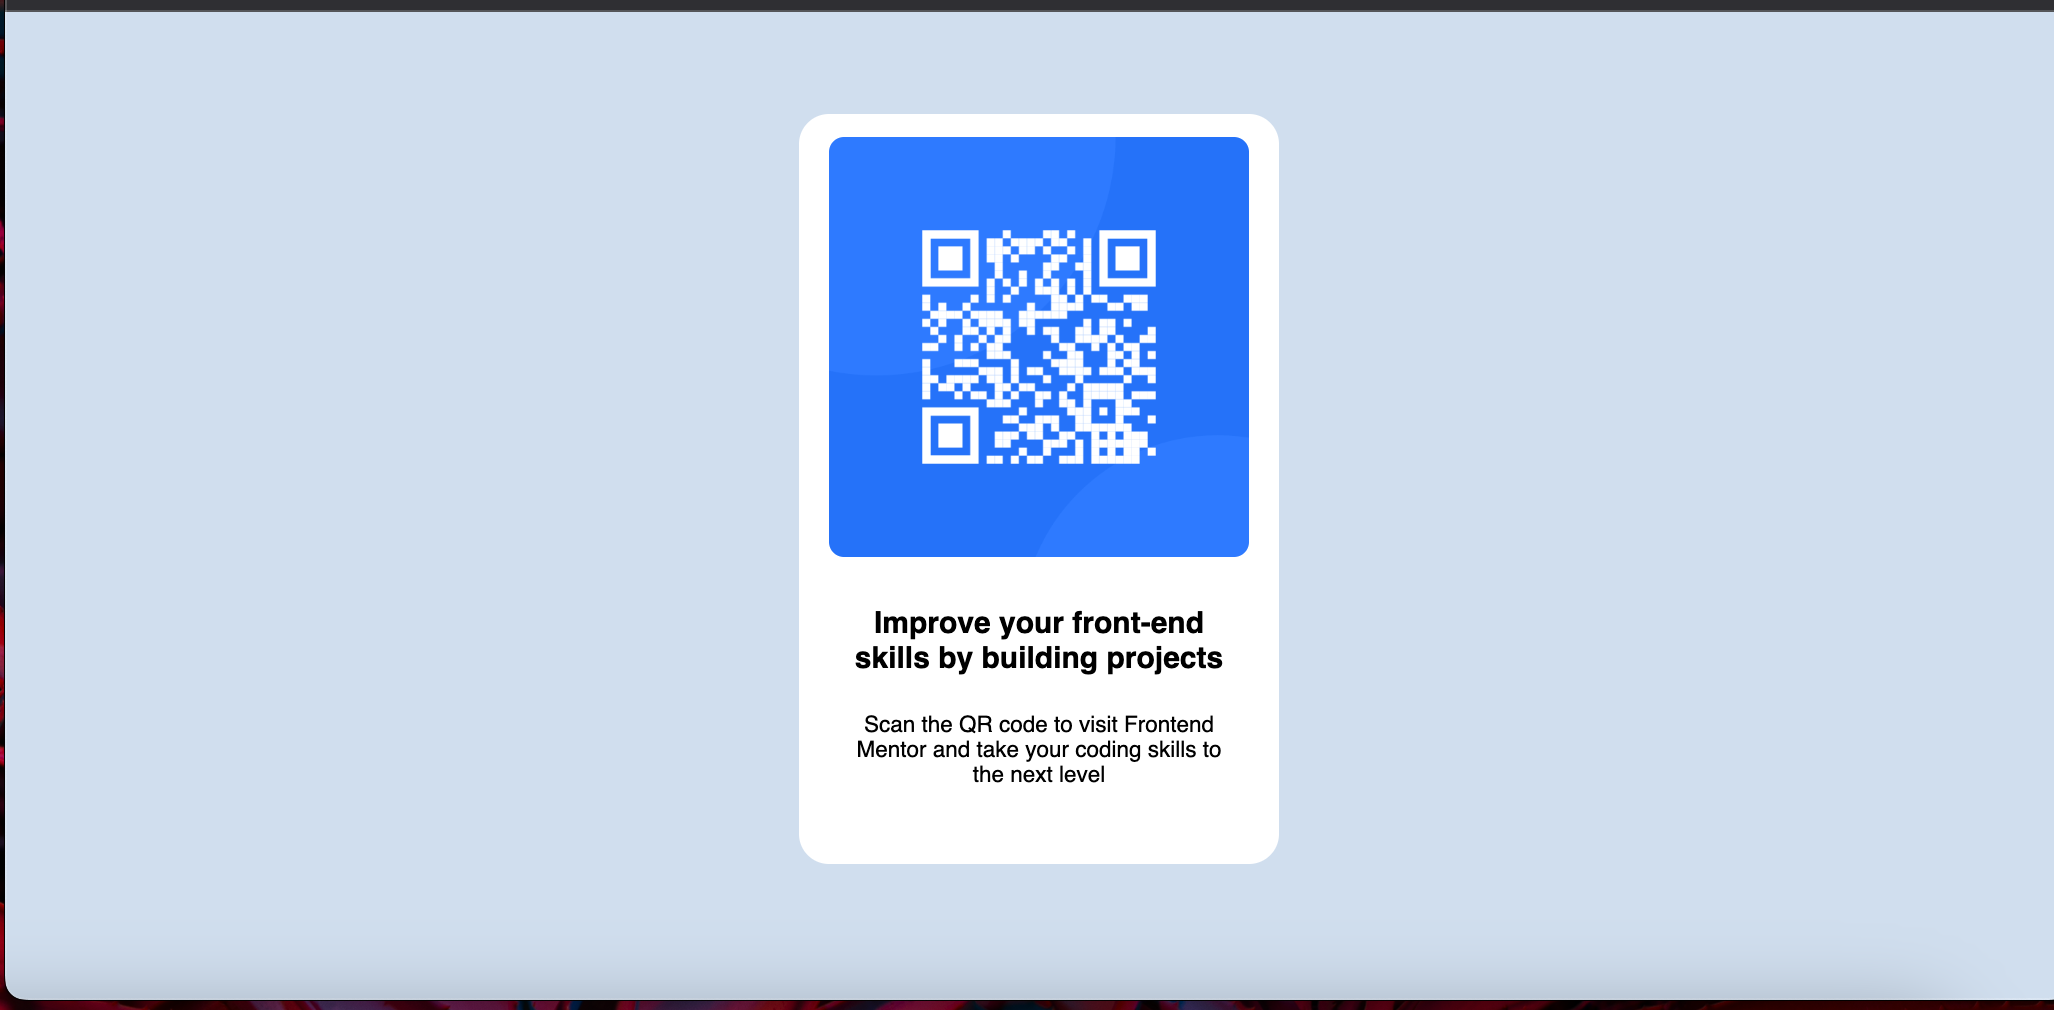 Improve your front-end
skills by building projects
Scan the QR code to visit Frontend
Mentor and take your coding skills to
the next level